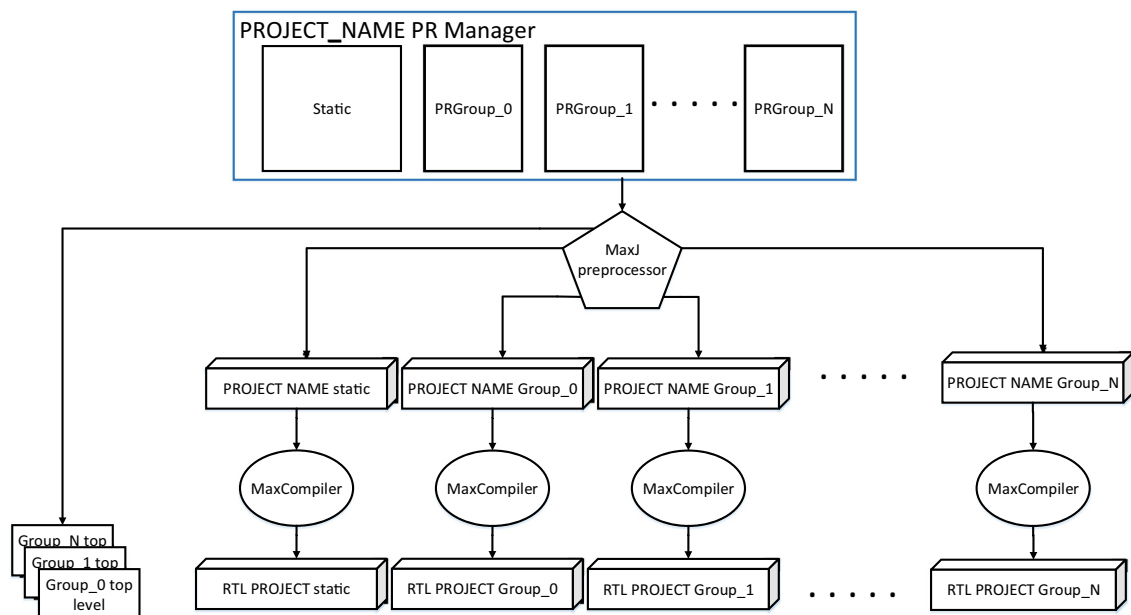 PROJECT_NAME PR Manager
Static
PRGroup_0
PRGroup_1
. . . . .
PRGroup_N
MaxJ
preprocessor
PROJECT NAME static
PROJECT NAME Group_0
PROJECT NAME Group_1
. . . . .
PROJECT NAME Group_N
MaxCompiler
MaxCompiler
MaxCompiler
MaxCompiler
Group_N top
Group_1 top
Group_0 top
level
RTL PROJECT static
RTL PROJECT Group_0
RTL PROJECT Group_1
. . . . .
RTL PROJECT Group_N